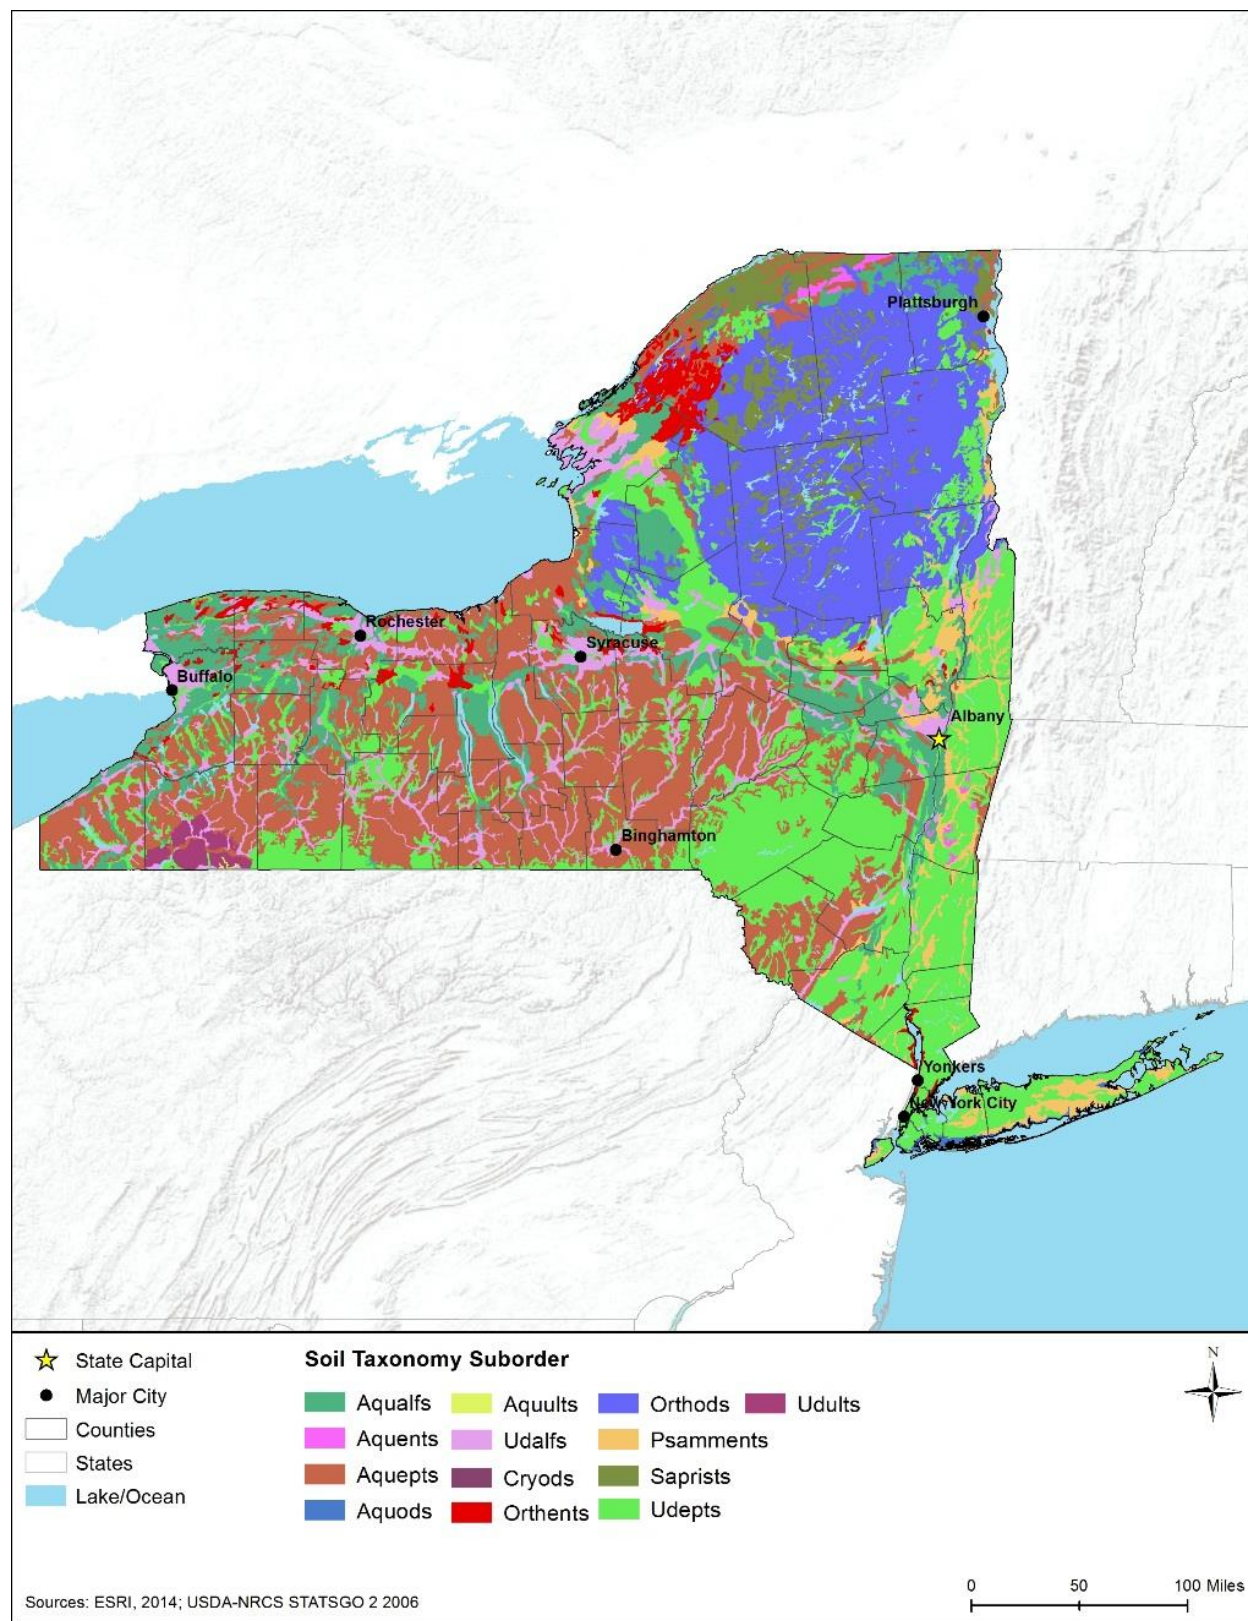 Plattsburgh
Rochester
Syracuse
Buffalo
Albany
Binghamton
Yonkers
New York City
State Capital
Major City
Counties
States
Lake/Ocean
Soil Taxonomy Suborder
Aqualfs
Aquents
Aquepts
Aquods
Aquults
Udalfs
Cryods
Orthents
Orthods
Psamments
Saprists
Udepts
Udults
N
Sources: ESRI, 2014; USDA-NRCS STATSGO 2 2006
0 50 100 Miles